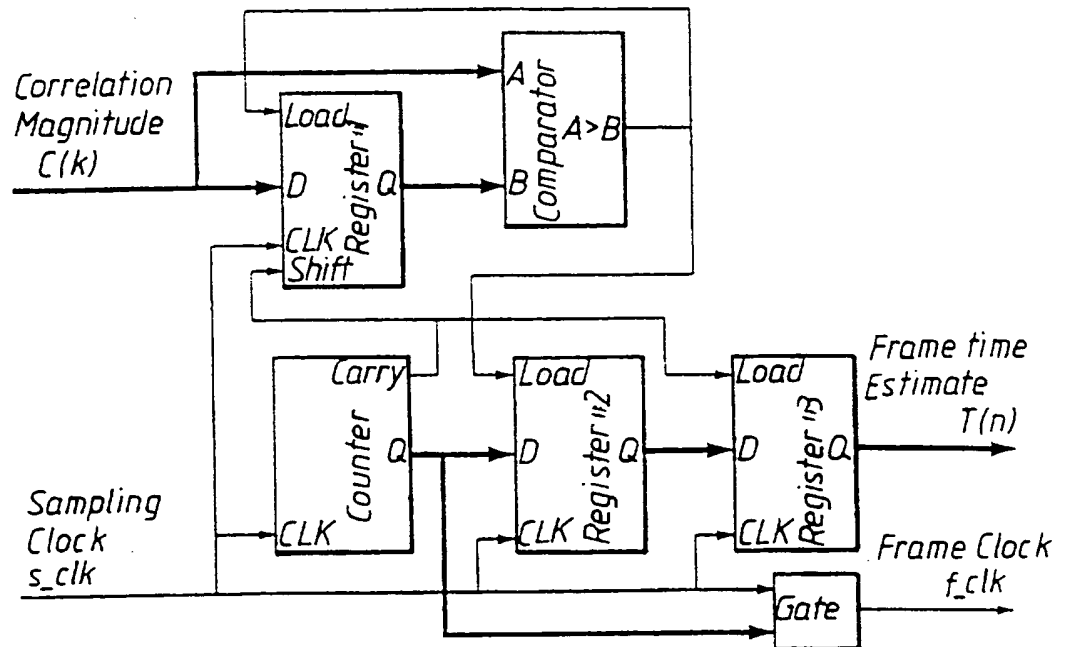 Correlation
Magnitude
C(k)
Load
D
Q
CLK
Shift
Register "1"
A
B
A>B
Comparator
Carry
Q
CLK
Counter
Load
D
Q
CLK
Register "2
Load
D
Q
CLK
Register "3
Frame time
Estimate
T(n)
Sampling
Clock
s_clk
Gate
Frame Clock
f_clk